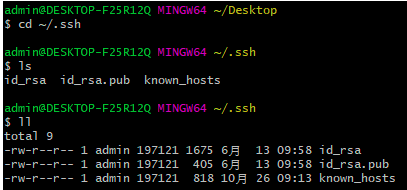 admin@DESKTOP-F25R12Q MINGW64 ~/Desktop
$ cd ~/.ssh
admin@DESKTOP-F25R12Q MINGW64 ~/.ssh
$ ls
id_rsa  id_rsa.pub  known_hosts
admin@DESKTOP-F25R12Q MINGW64 ~/.ssh
$ ll
total 9
-rw-r--r-- 1 admin 197121 1675 6月  13 09:58 id_rsa
-rw-r--r-- 1 admin 197121  405 6月  13 09:58 id_rsa.pub
-rw-r--r-- 1 admin 197121  818 10月 26 09:13 known_hosts